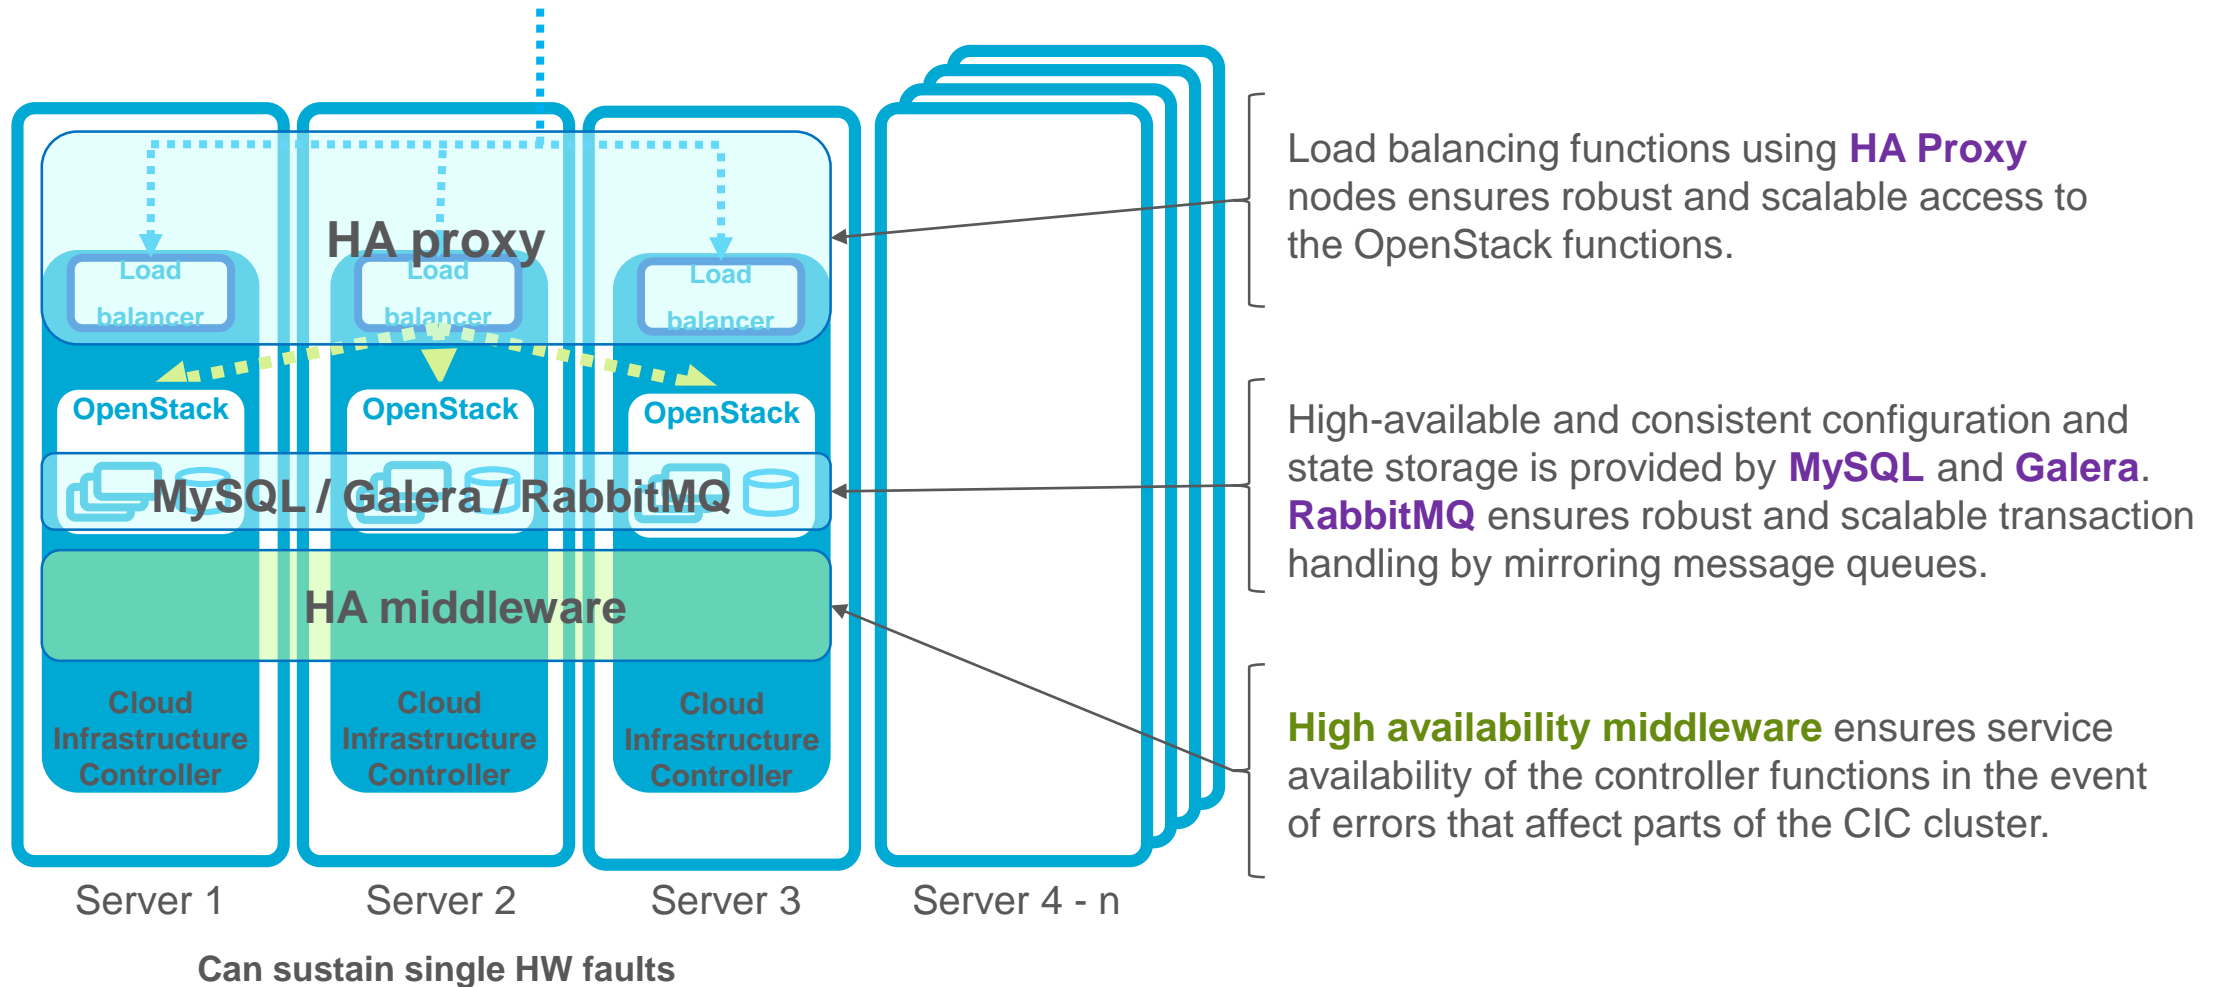 HA proxy
Load
balancer
Load
balancer
Load
balancer
OpenStack
OpenStack
OpenStack
MySQL / Galera / RabbitMQ
HA middleware
Cloud
Infrastructure
Controller
Cloud
Infrastructure
Controller
Cloud
Infrastructure
Controller
Server 1
Server 2
Server 3
Server 4 - n
Can sustain single HW faults
Load balancing functions using HA Proxy
nodes ensures robust and scalable access to
the OpenStack functions.
High-available and consistent configuration and
state storage is provided by MySQL and Galera.
RabbitMQ ensures robust and scalable transaction
handling by mirroring message queues.
High availability middleware ensures service
availability of the controller functions in the event
of errors that affect parts of the CIC cluster.